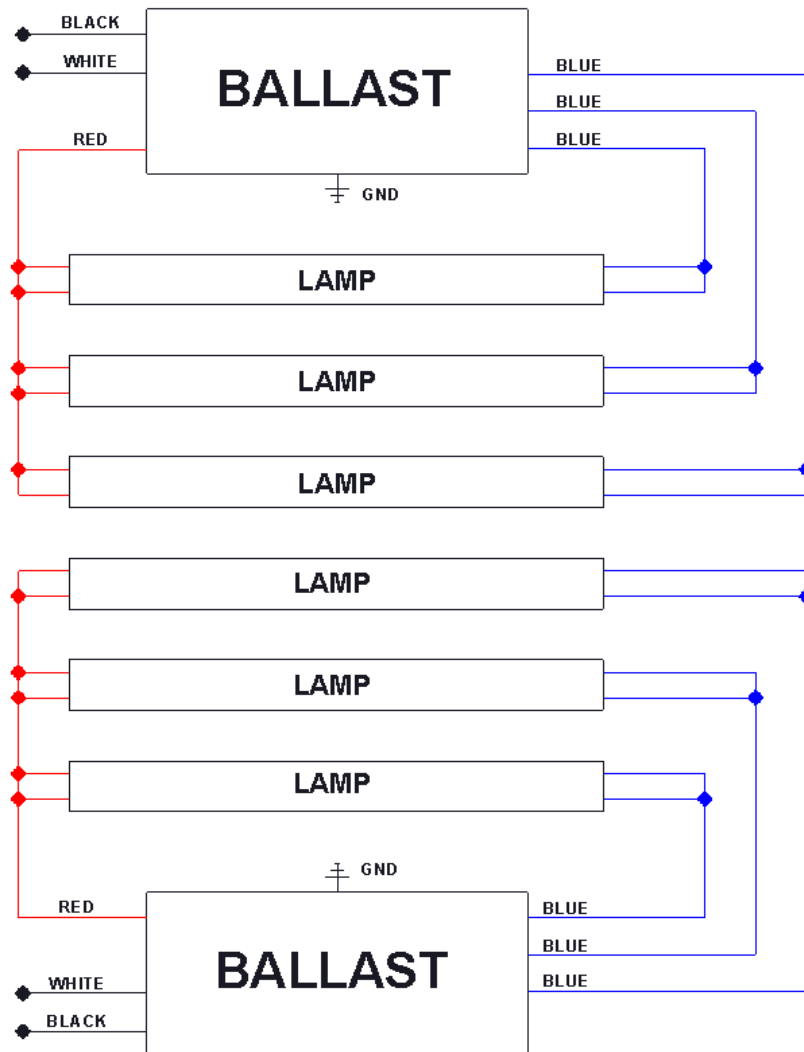 BLACK
WHITE
BALLAST
BLUE
BLUE
RED
BLUE
GND
LAMP
LAMP
LAMP
LAMP
LAMP
LAMP
GND
RED
BLUE
BALLAST
BLUE
WHITE
BLUE
BLACK